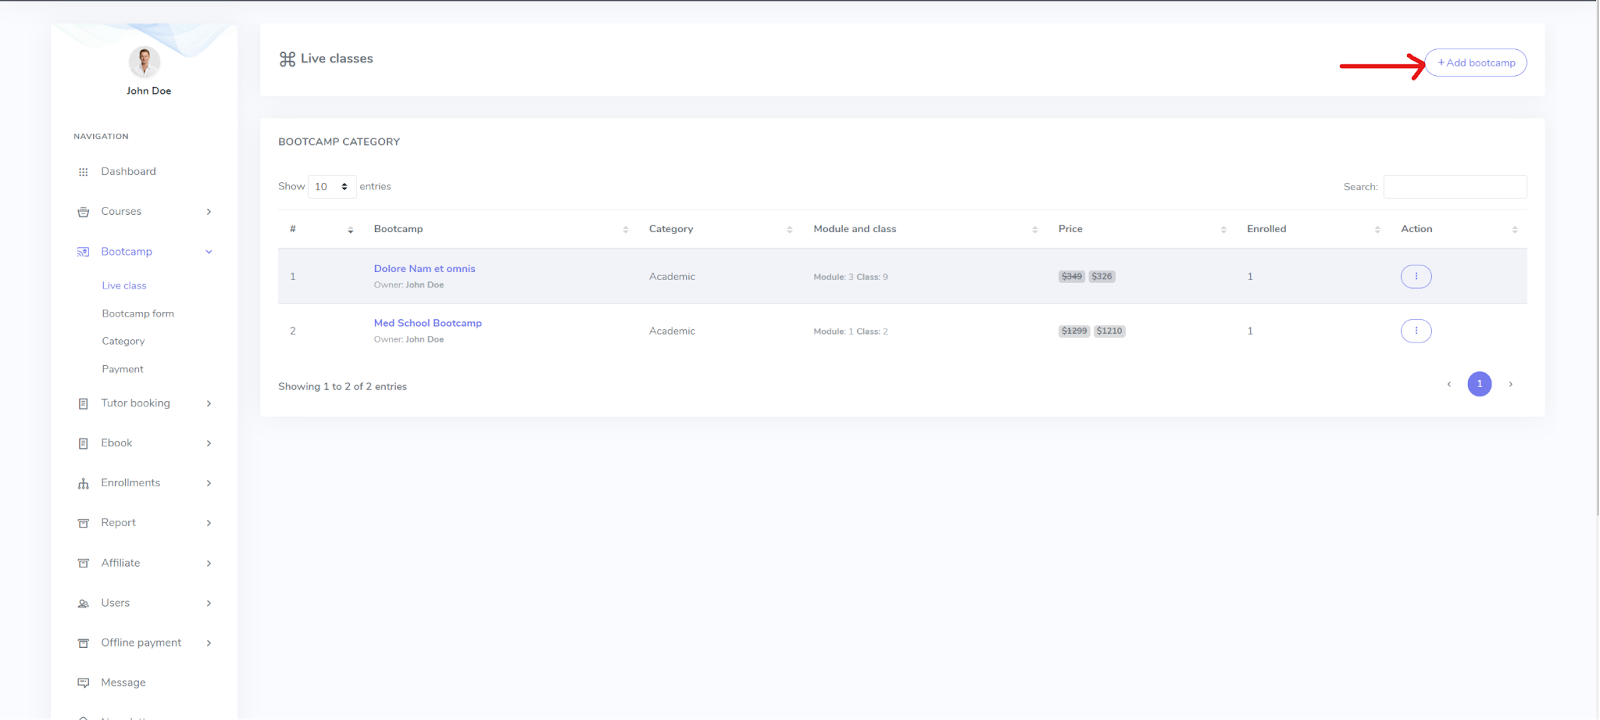 John Doe
NAVIGATION
Dashboard
Courses
Bootcamp
Live class
Bootcamp form
Category
Payment
Tutor booking
Ebook
Enrollments
Report
Affiliate
Users
Offline payment
Message
Live classes
+ Add bootcamp
BOOTCAMP CATEGORY
Show 10 entries
Search:
# Bootcamp Category Module and class Price Enrolled Action
1 Dolore Nam et omnis Academic Module: 3 Class: 9 $349 $326 1
Owner: John Doe
2 Med School Bootcamp Academic Module: 1 Class: 2 $1299 $1210 1
Owner: John Doe
Showing 1 to 2 of 2 entries
‹ 1 ›